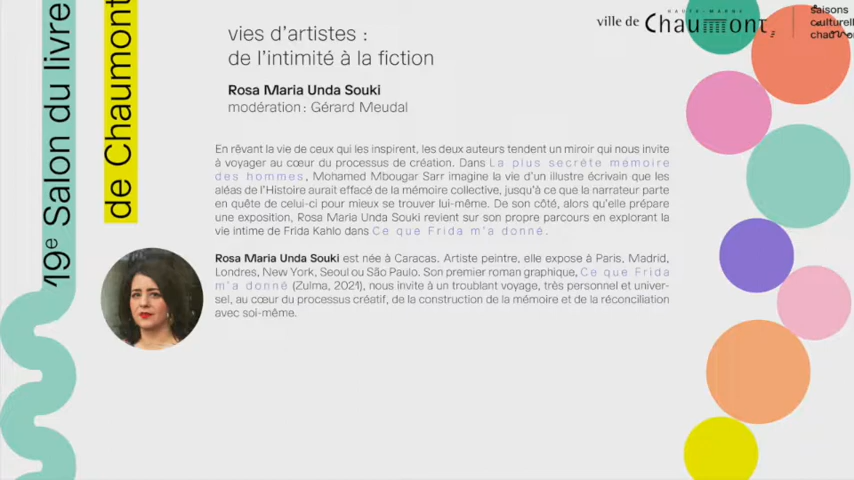 19e Salon du livre
de Chaumont
vies d'artistes :
de l'intimité à la fiction
Rosa Maria Unda Souki
modération : Gérard Meudal
En rêvant la vie de ceux qui les inspirent, les deux auteurs tendent un miroir qui nous invite
à voyager au cœur du processus de création. Dans La plus secrète mémoire
des hommes, Mohamed Mbougar Sarr imagine la vie d'un illustre écrivain que les
aléas de l'Histoire aurait effacé de la mémoire collective, jusqu'à ce que la narrateur parte
en quête de celui-ci pour mieux se trouver lui-même. De son côté, alors qu'elle prépare
une exposition, Rosa Maria Unda Souki revient sur son propre parcours en explorant la
vie intime de Frida Kahlo dans Ce que Frida m'a donné.
Rosa Maria Unda Souki est née à Caracas. Artiste peintre, elle expose à Paris, Madrid,
Londres, New York, Seoul ou São Paulo. Son premier roman graphique, Ce que Frida
m'a donné (Zulma, 2021), nous invite à un troublant voyage, très personnel et univer-
sel, au cœur du processus créatif, de la construction de la mémoire et de la réconciliation
avec soi-même.
HAUTE-MARNE
ville de Chaumont
saisons
culturell
chaumon